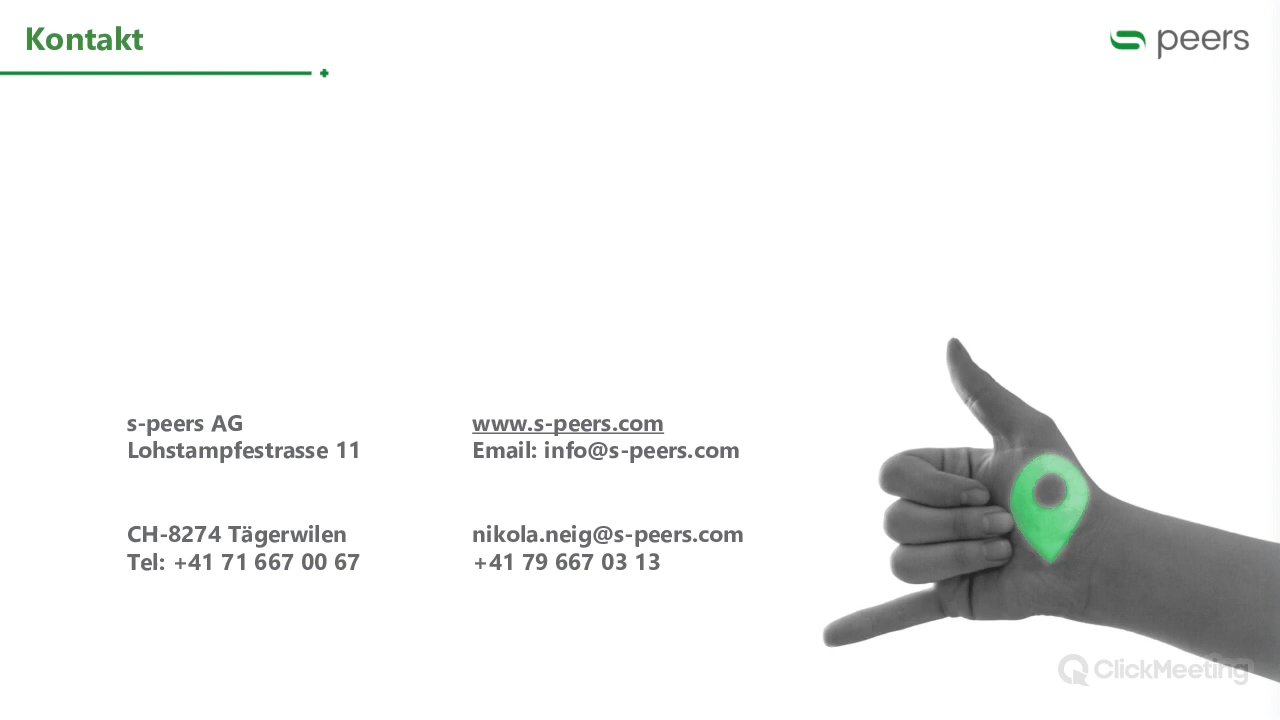 Kontakt
peers
s-peers AG
Lohstampfestrasse 11
CH-8274 Tägerwilen
Tel: +41 71 667 00 67
www.s-peers.com
Email: info@s-peers.com
nikola.neig@s-peers.com
+41 79 667 03 13
ClickMeeting